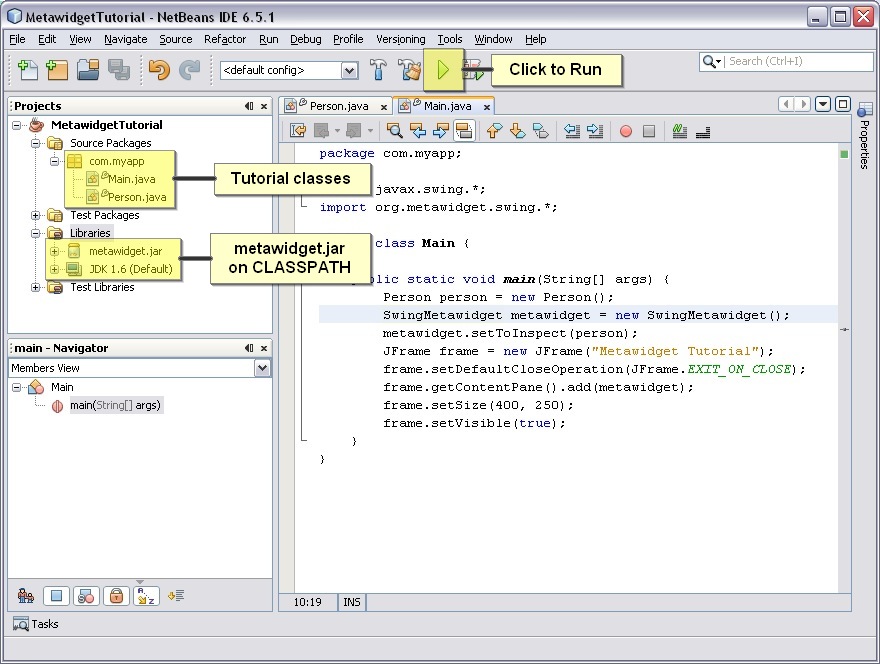 MetawidgetTutorial - NetBeans IDE 6.5.1
File Edit View Navigate Source Refactor Run Debug Profile Versioning Tools Window Help
<default config>
Click to Run
Search (Ctrl+I)
Projects
MetawidgetTutorial
Source Packages
com.myapp
Main.java
Person.java
Test Packages
Libraries
metawidget.jar
JDK 1.6 (Default)
Test Libraries
Tutorial classes
metawidget.jar
on CLASSPATH
main - Navigator
Members View
Main
main(String[] args)
Person.java
Main.java
package com.myapp;
javax.swing.*;
import org.metawidget.swing.*;
class Main {
blic static void main(String[] args) {
Person person = new Person();
SwingMetawidget metawidget = new SwingMetawidget();
metawidget.setToInspect(person);
JFrame frame = new JFrame("Metawidget Tutorial");
frame.setDefaultCloseOperation(JFrame.EXIT_ON_CLOSE);
frame.getContentPane().add(metawidget);
frame.setSize(400, 250);
frame.setVisible(true);
}
}
Properties
10:19 INS
Tasks